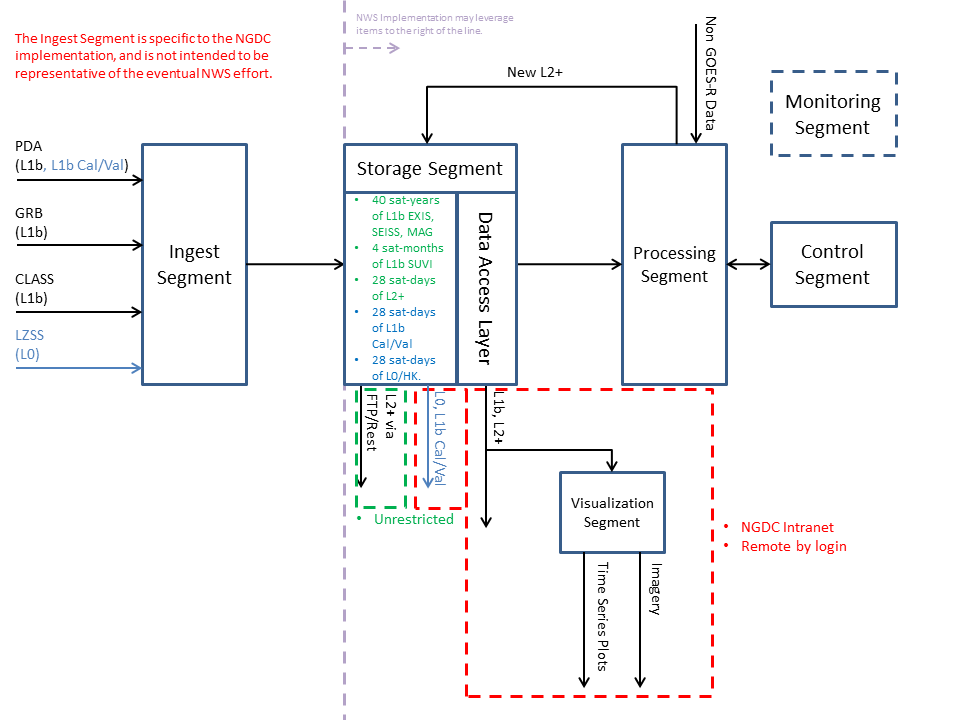 The Ingest Segment is specific to the NGDC
implementation, and is not intended to be
representative of the eventual NWS effort.
NWS Implementation may leverage
items to the right of the line.
New L2+
Non GOES-R Data
Monitoring
Segment
PDA
(L1b, L1b Cal/Val)
GRB
(L1b)
CLASS
(L1b)
LZSS
(L0)
Ingest
Segment
Storage Segment
• 40 sat-years
of L1b EXIS,
SEISS, MAG
• 4 sat-months
of L1b SUVI
• 28 sat-days
of L2+
• 28 sat-days
of L1b
Cal/Val
• 28 sat-days
of L0/HK.
Data Access Layer
Processing
Segment
Control
Segment
L2+ via
FTP/Rest
L0, L1b Cal/Val
L1b, L2+
• Unrestricted
Visualization
Segment
• NGDC Intranet
• Remote by login
Time Series Plots
Imagery